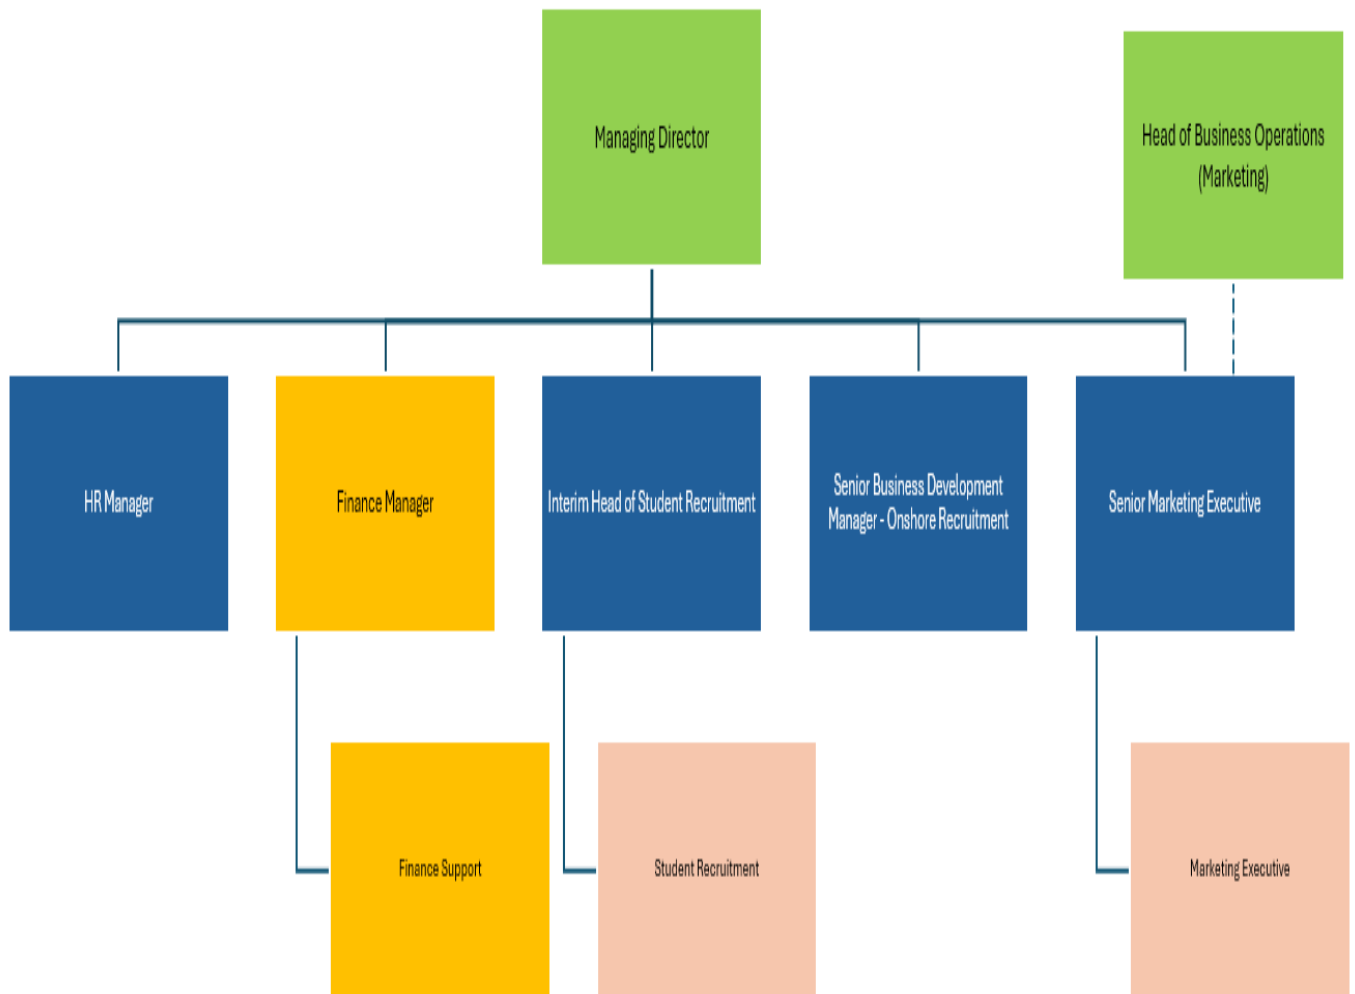 Managing Director
Head of Business Operations
(Marketing)
HR Manager
Finance Manager
Interim Head of Student Recruitment
Senior Business Development
Manager - Onshore Recruitment
Senior Marketing Executive
Finance Support
Student Recruitment
Marketing Executive